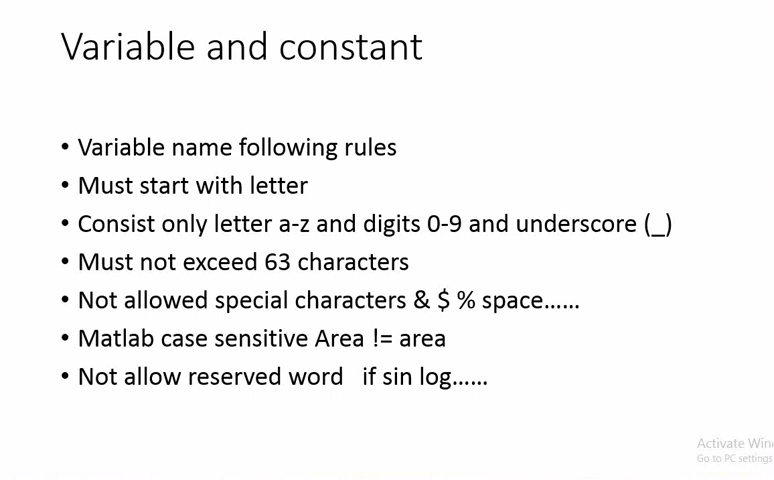 Variable and constant
• Variable name following rules
• Must start with letter
• Consist only letter a-z and digits 0-9 and underscore (_)
• Must not exceed 63 characters
• Not allowed special characters & $ % space......
• Matlab case sensitive Area != area
• Not allow reserved word   if sin log......
Activate Win
Go to PC settings